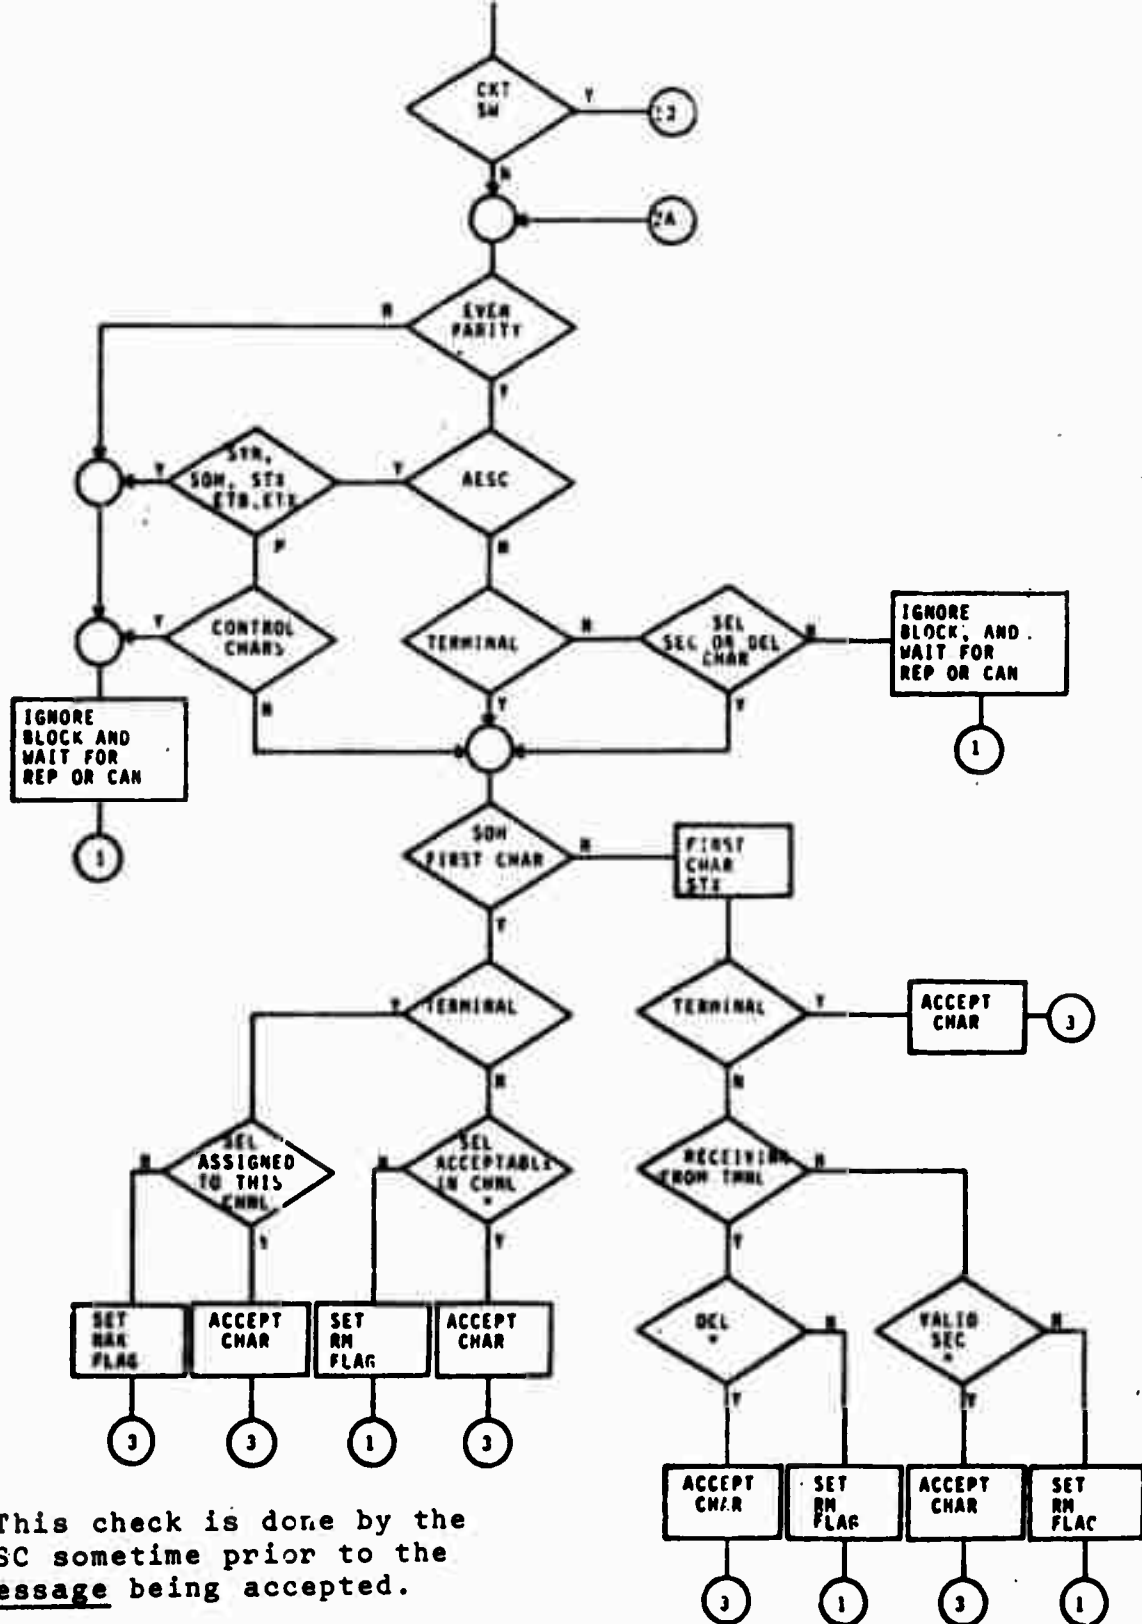 CKT
SW
Y
N
2A
EVEN
PARITY
N
Y
SYN,
SOH, STX
ETB, ETX
Y
Y
AESC
N
N
CONTROL
CHARS
Y
N
TERMINAL
N
Y
SEL
SEC OR DEL
CHAR
N
Y
IGNORE
BLOCK, AND
WAIT FOR
REP OR CAN
1
IGNORE
BLOCK AND
WAIT FOR
REP OR CAN
1
SOH
FIRST CHAR
N
Y
FIRST
CHAR
STX
TERMINAL
Y
N
TERMINAL
Y
N
ACCEPT
CHAR
3
SEL
ASSIGNED
TO THIS
CHNL
N
Y
SEL
ACCEPTABLE
IN CHNL
*
N
Y
RECEIVING
FROM TMNL
N
Y
SET
NAK
FLAG
ACCEPT
CHAR
SET
RM
FLAG
ACCEPT
CHAR
3
3
1
3
DEL
*
N
Y
VALID
SEC
*
N
Y
ACCEPT
CHAR
SET
RM
FLAG
ACCEPT
CHAR
SET
RM
FLAG
3
1
3
1
This check is done by the
SC sometime prior to the
essage being accepted.